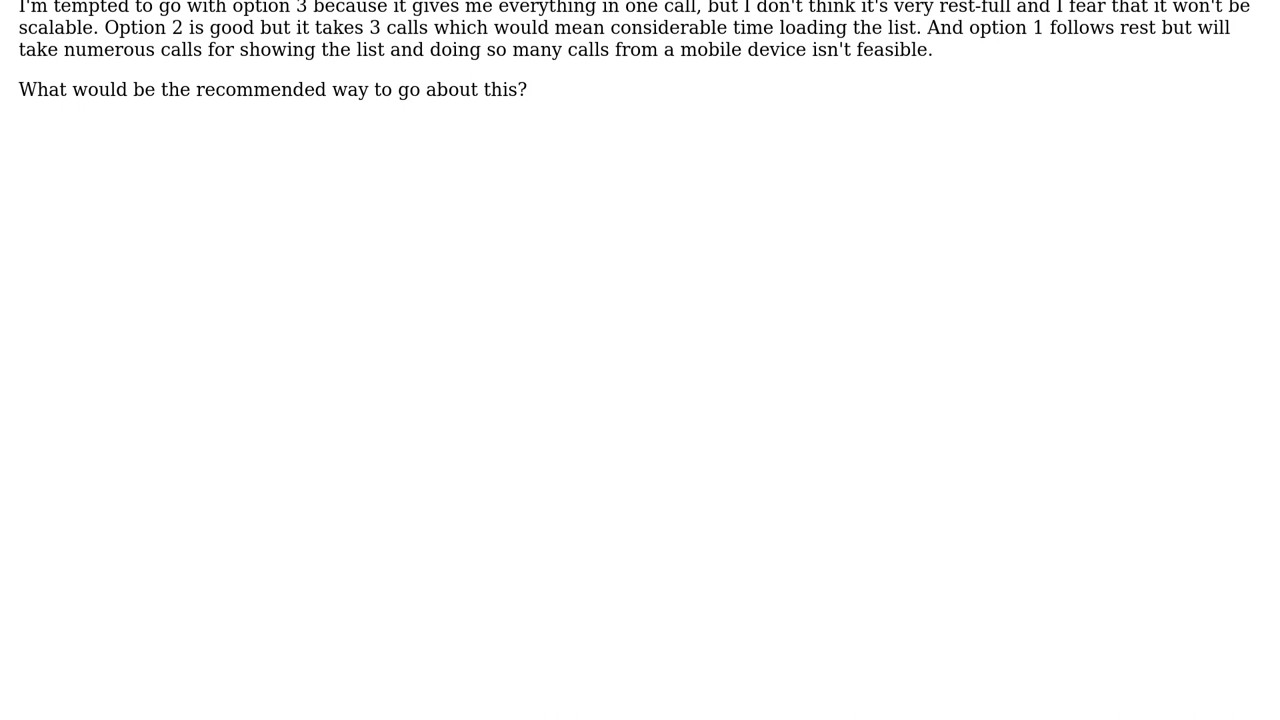 I'm tempted to go with option 3 because it gives me everything in one call, but I don't think it's very rest-full and I fear that it won't be
scalable. Option 2 is good but it takes 3 calls which would mean considerable time loading the list. And option 1 follows rest but will
take numerous calls for showing the list and doing so many calls from a mobile device isn't feasible.
What would be the recommended way to go about this?